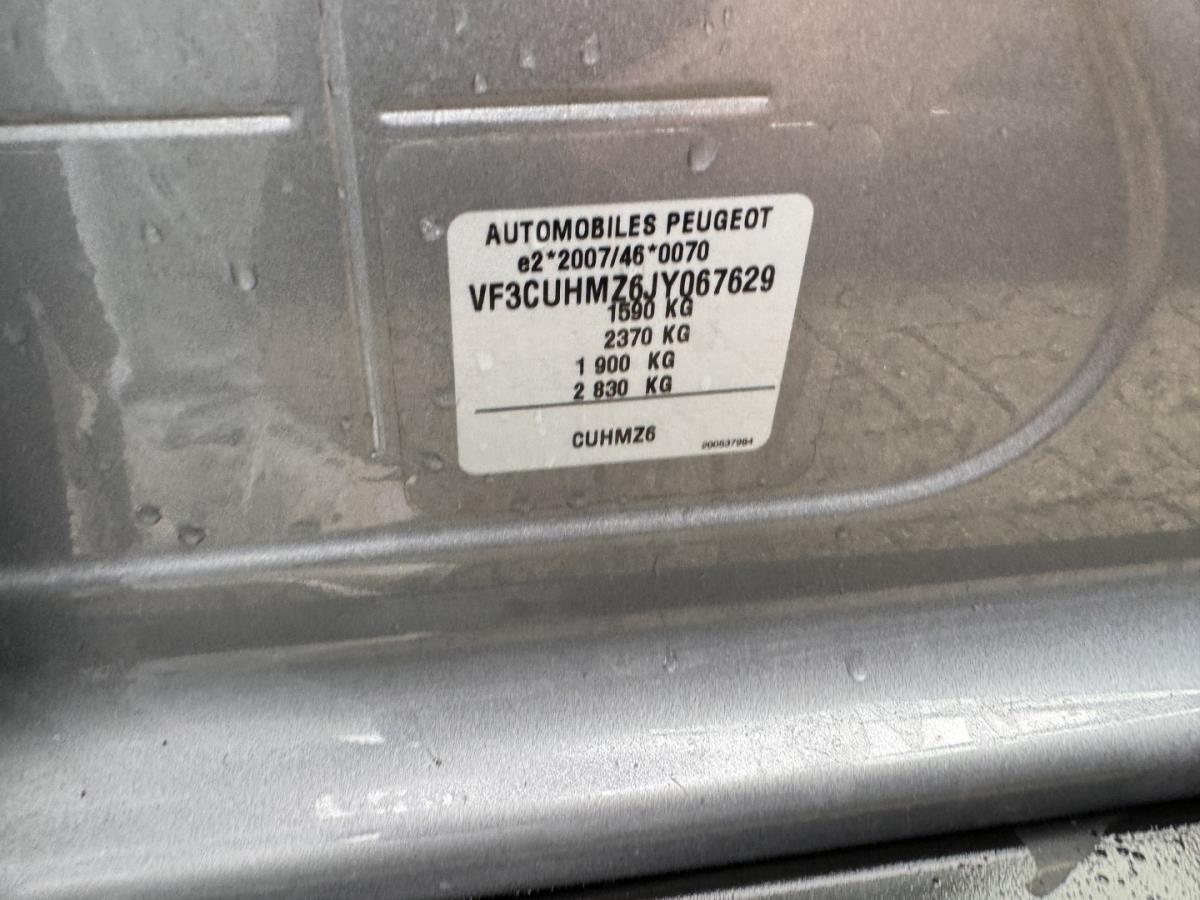 AUTOMOBILES PEUGEOT
e2*2007/46*0070
VF3CUHMZ6JY067629
1590 KG
2370 KG
1 900 KG
2 830 KG
CUHMZ6